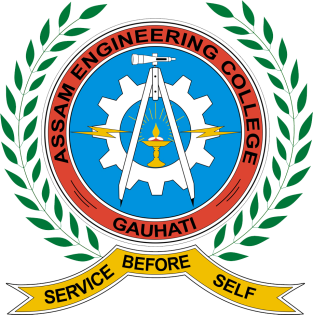 ASSAM ENGINEERING COLLEGE
GAUHATI
SERVICE BEFORE SELF